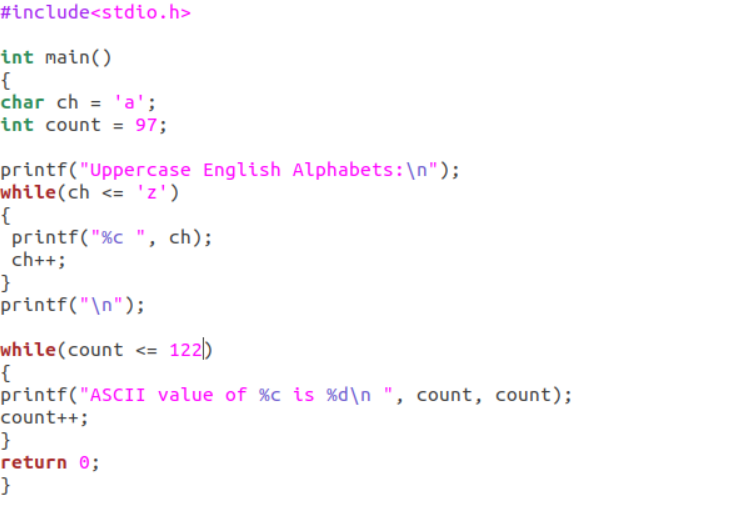 #include<stdio.h>
int main()
{
char ch = 'a';
int count = 97;
printf("Uppercase English Alphabets:\n");
while(ch <= 'z')
{
printf("%c ", ch);
ch++;
}
printf("\n");
while(count <= 122)
{
printf("ASCII value of %c is %d\n ", count, count);
count++;
}
return 0;
}